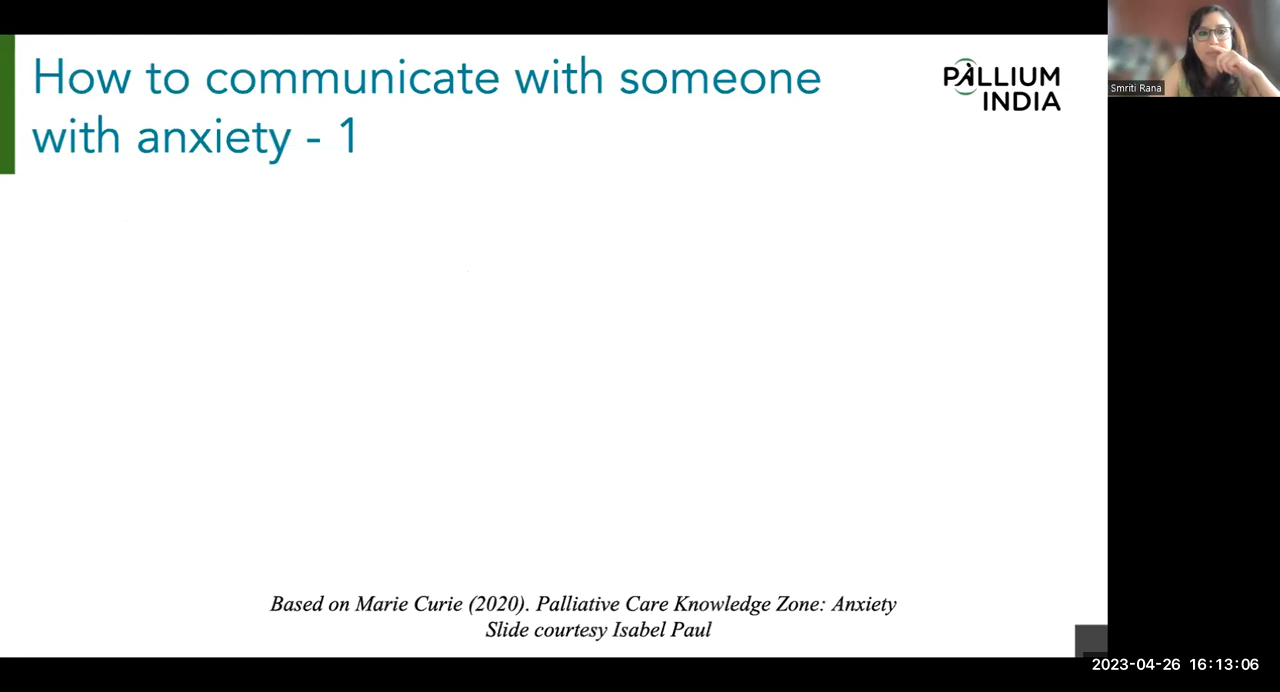 How to communicate with someone
with anxiety - 1
PALLIUM
INDIA
Smriti Rana
Based on Marie Curie (2020). Palliative Care Knowledge Zone: Anxiety
Slide courtesy Isabel Paul
2023-04-26 16:13:06